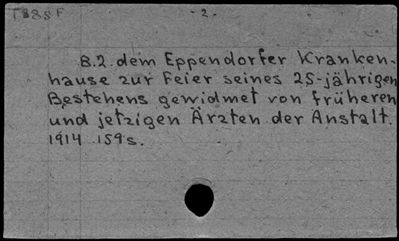 T385F - 2 -
B.2. dem Eppendorfer Kranken-
hause zur Feier seines 25-jährigen
Bestehens gewidmet von früheren
und jetzigen Ärzten der Anstalt.
1914 159s.